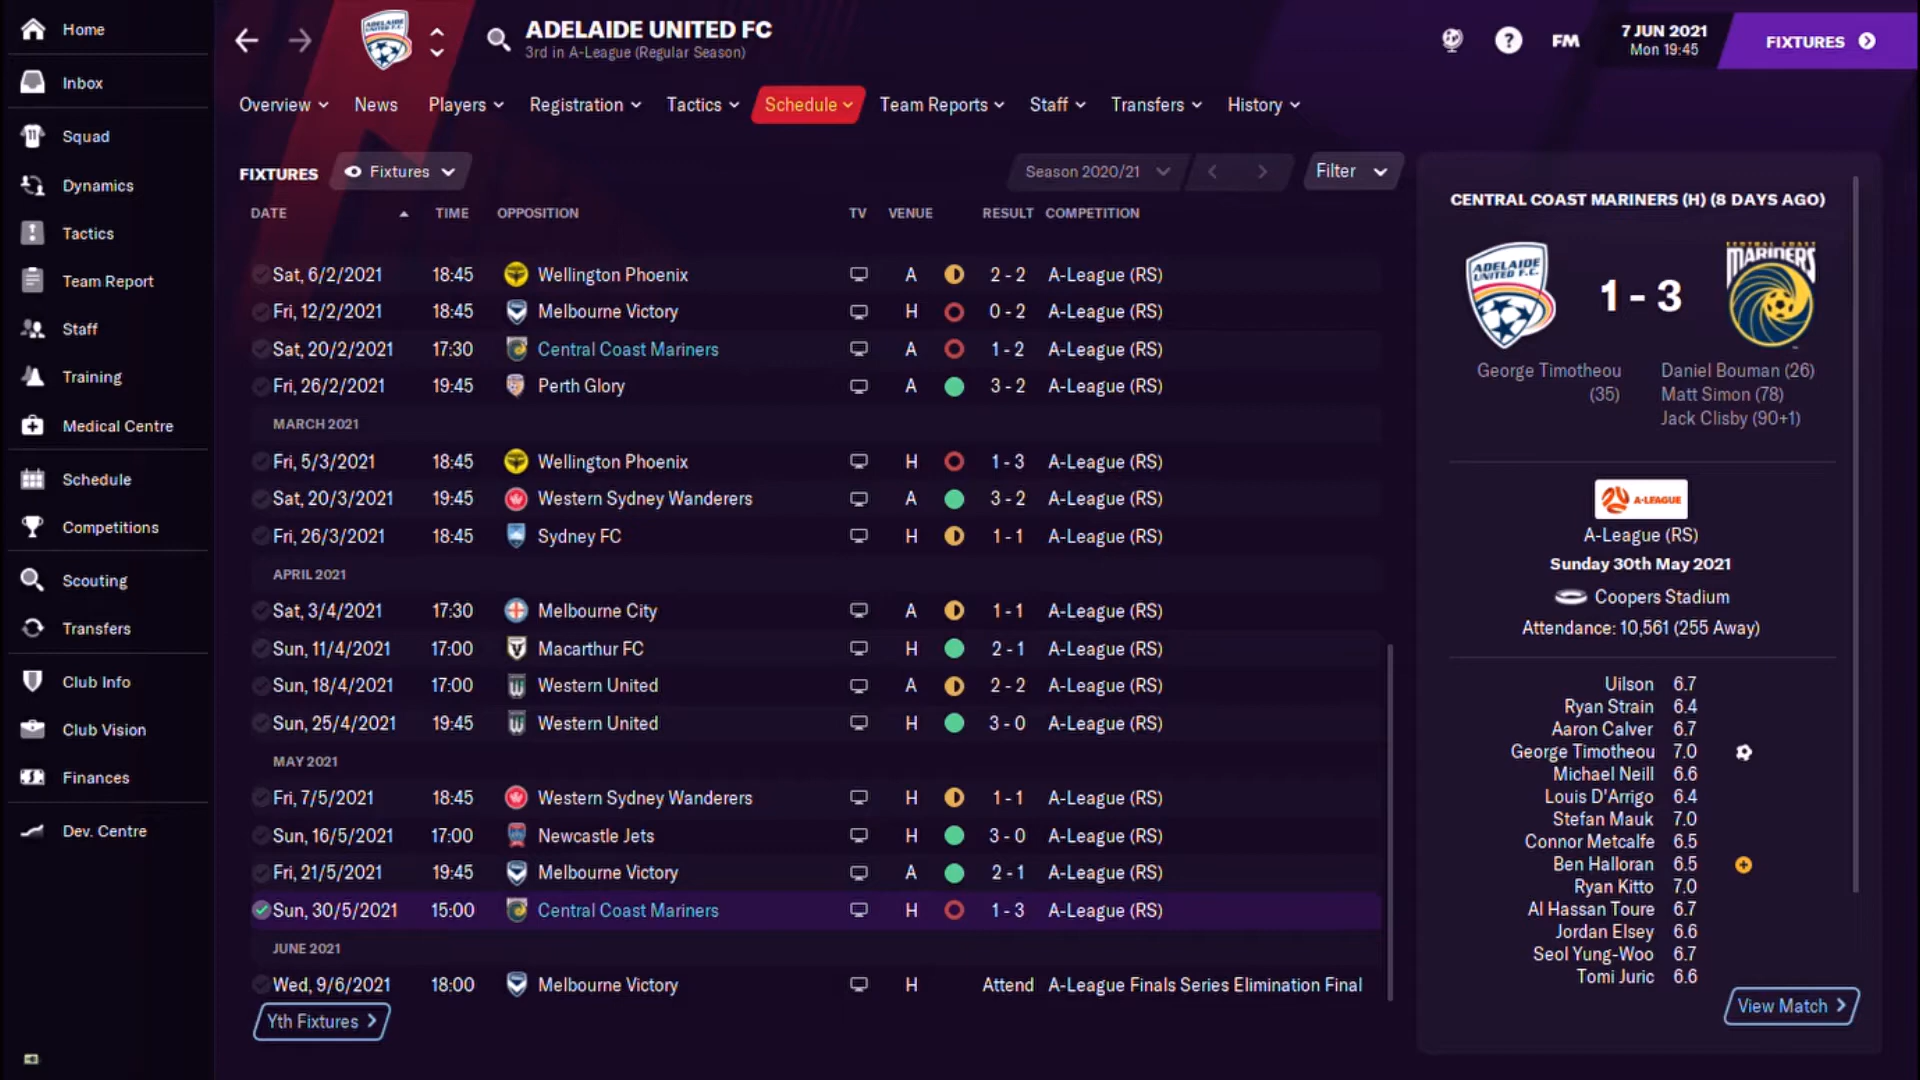 Home
Inbox
Squad
Dynamics
Tactics
Team Report
Staff
Training
Medical Centre
Schedule
Competitions
Scouting
Transfers
Club Info
Club Vision
Finances
Dev. Centre
ADELAIDE UNITED FC
3rd in A-League (Regular Season)
FM
7 JUN 2021
Mon 19:45
FIXTURES
Overview News Players Registration Tactics Schedule Team Reports Staff Transfers History
FIXTURES Fixtures Season 2020/21 Filter
DATE TIME OPPOSITION TV VENUE RESULT COMPETITION
Sat, 6/2/2021 18:45 Wellington Phoenix A 2 - 2 A-League (RS)
Fri, 12/2/2021 18:45 Melbourne Victory H 0 - 2 A-League (RS)
Sat, 20/2/2021 17:30 Central Coast Mariners A 1 - 2 A-League (RS)
Fri, 26/2/2021 19:45 Perth Glory A 3 - 2 A-League (RS)
MARCH 2021
Fri, 5/3/2021 18:45 Wellington Phoenix H 1 - 3 A-League (RS)
Sat, 20/3/2021 19:45 Western Sydney Wanderers A 3 - 2 A-League (RS)
Fri, 26/3/2021 18:45 Sydney FC H 1 - 1 A-League (RS)
APRIL 2021
Sat, 3/4/2021 17:30 Melbourne City A 1 - 1 A-League (RS)
Sun, 11/4/2021 17:00 Macarthur FC H 2 - 1 A-League (RS)
Sun, 18/4/2021 17:00 Western United A 2 - 2 A-League (RS)
Sun, 25/4/2021 19:45 Western United H 3 - 0 A-League (RS)
MAY 2021
Fri, 7/5/2021 18:45 Western Sydney Wanderers H 1 - 1 A-League (RS)
Sun, 16/5/2021 17:00 Newcastle Jets H 3 - 0 A-League (RS)
Fri, 21/5/2021 19:45 Melbourne Victory A 2 - 1 A-League (RS)
Sun, 30/5/2021 15:00 Central Coast Mariners H 1 - 3 A-League (RS)
JUNE 2021
Wed, 9/6/2021 18:00 Melbourne Victory H Attend A-League Finals Series Elimination Final
Yth Fixtures
CENTRAL COAST MARINERS (H) (8 DAYS AGO)
ADELAIDE
UNITED F.C.
1 - 3
CENTRAL COAST
MARINERS
George Timotheou
(35)
Daniel Bouman (26)
Matt Simon (78)
Jack Clisby (90+1)
A-LEAGUE
A-League (RS)
Sunday 30th May 2021
Coopers Stadium
Attendance: 10,561 (255 Away)
Uilson 6.7
Ryan Strain 6.4
Aaron Calver 6.7
George Timotheou 7.0
Michael Neill 6.6
Louis D'Arrigo 6.4
Stefan Mauk 7.0
Connor Metcalfe 6.5
Ben Halloran 6.5
Ryan Kitto 7.0
Al Hassan Toure 6.7
Jordan Elsey 6.6
Seol Yung-Woo 6.7
Tomi Juric 6.6
View Match